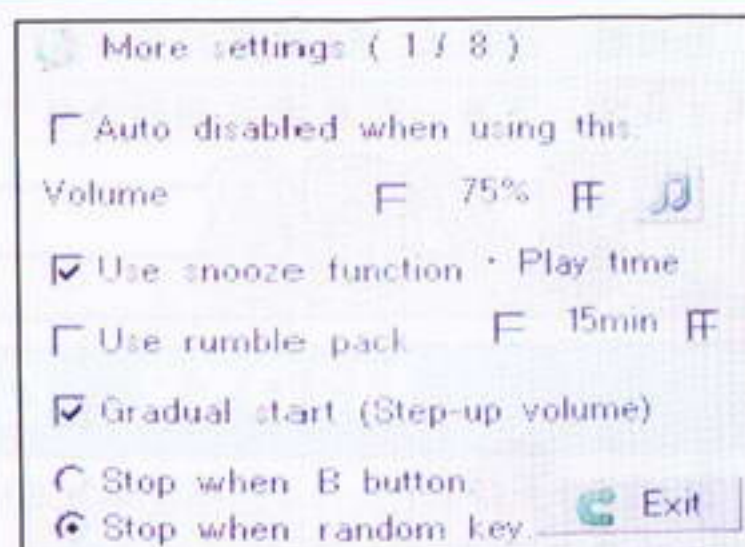 More settings ( 1 / 8 )
Auto disabled when using this.
Volume 75%
Use snooze function · Play time
Use rumble pack 15min
Gradual start (Step-up volume)
Stop when B button.
Stop when random key.
Exit